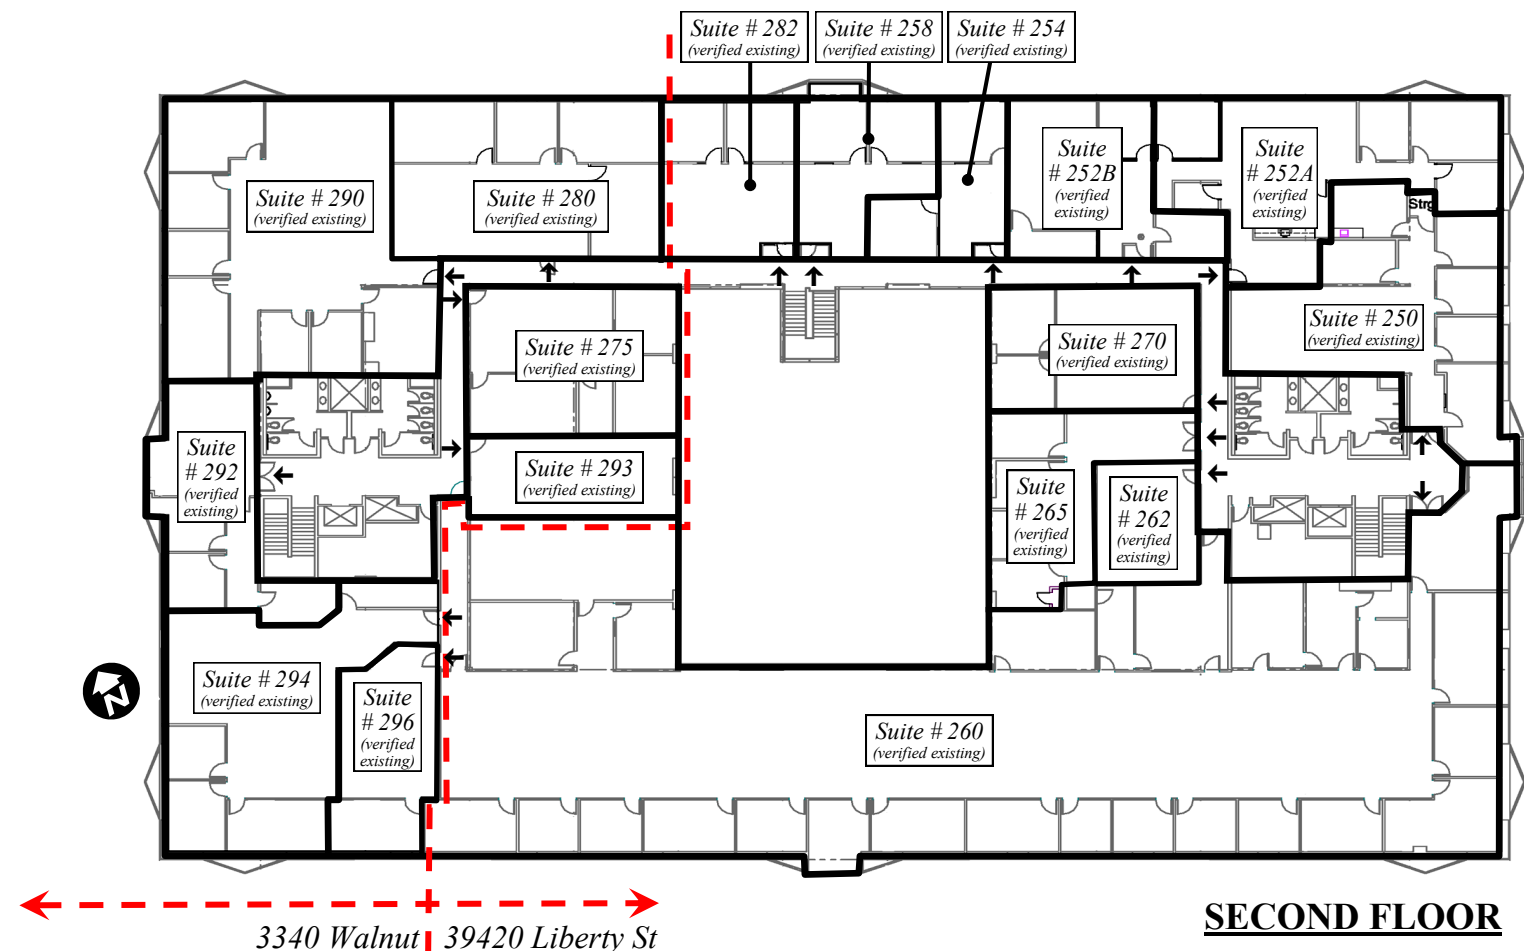 Suite # 282
(verified existing)
Suite # 258
(verified existing)
Suite # 254
(verified existing)
Suite # 290
(verified existing)
Suite # 280
(verified existing)
Suite
# 252B
(verified
existing)
Suite
# 252A
(verified
existing)
Strg
Suite # 275
(verified existing)
Suite # 270
(verified existing)
Suite # 250
(verified existing)
Suite
# 292
(verified
existing)
Suite # 293
(verified existing)
Suite
# 265
(verified
existing)
Suite
# 262
(verified
existing)
N
Suite # 294
(verified existing)
Suite
# 296
(verified
existing)
Suite # 260
(verified existing)
3340 Walnut
39420 Liberty St
SECOND FLOOR